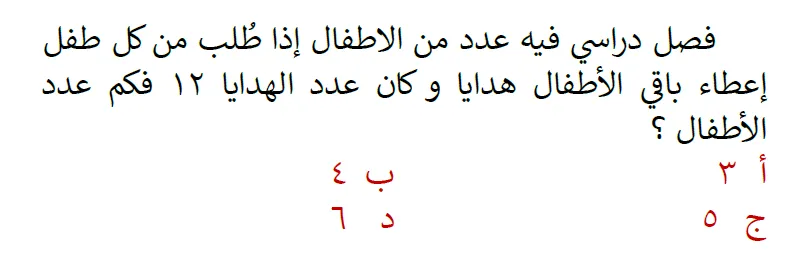 فصل دراسي فيه عدد من الاطفال إذا طُلب من كل طفل
إعطاء باقي الأطفال هدايا و كان عدد الهدايا ١٢ فكم عدد
الأطفال ؟
أ ٣ ب ٤
ج ٥ د ٦